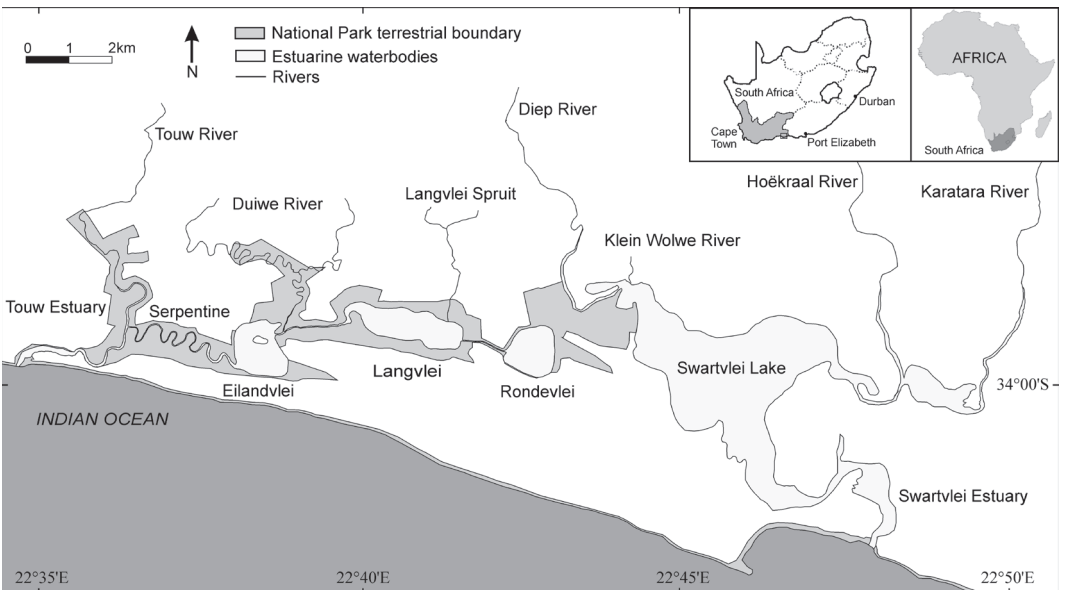 0 1 2km
N
National Park terrestrial boundary
Estuarine waterbodies
Rivers
AFRICA
South Africa
South Africa
Durban
Cape
Town
Port Elizabeth
Touw River
Diep River
Duiwe River
Langvlei Spruit
Hoëkraal River
Karatara River
Klein Wolwe River
Touw Estuary
Serpentine
Eilandvlei
Langvlei
Rondevlei
Swartvlei Lake
34°00'S
INDIAN OCEAN
Swartvlei Estuary
22°35'E
22°40'E
22°45'E
22°50'E